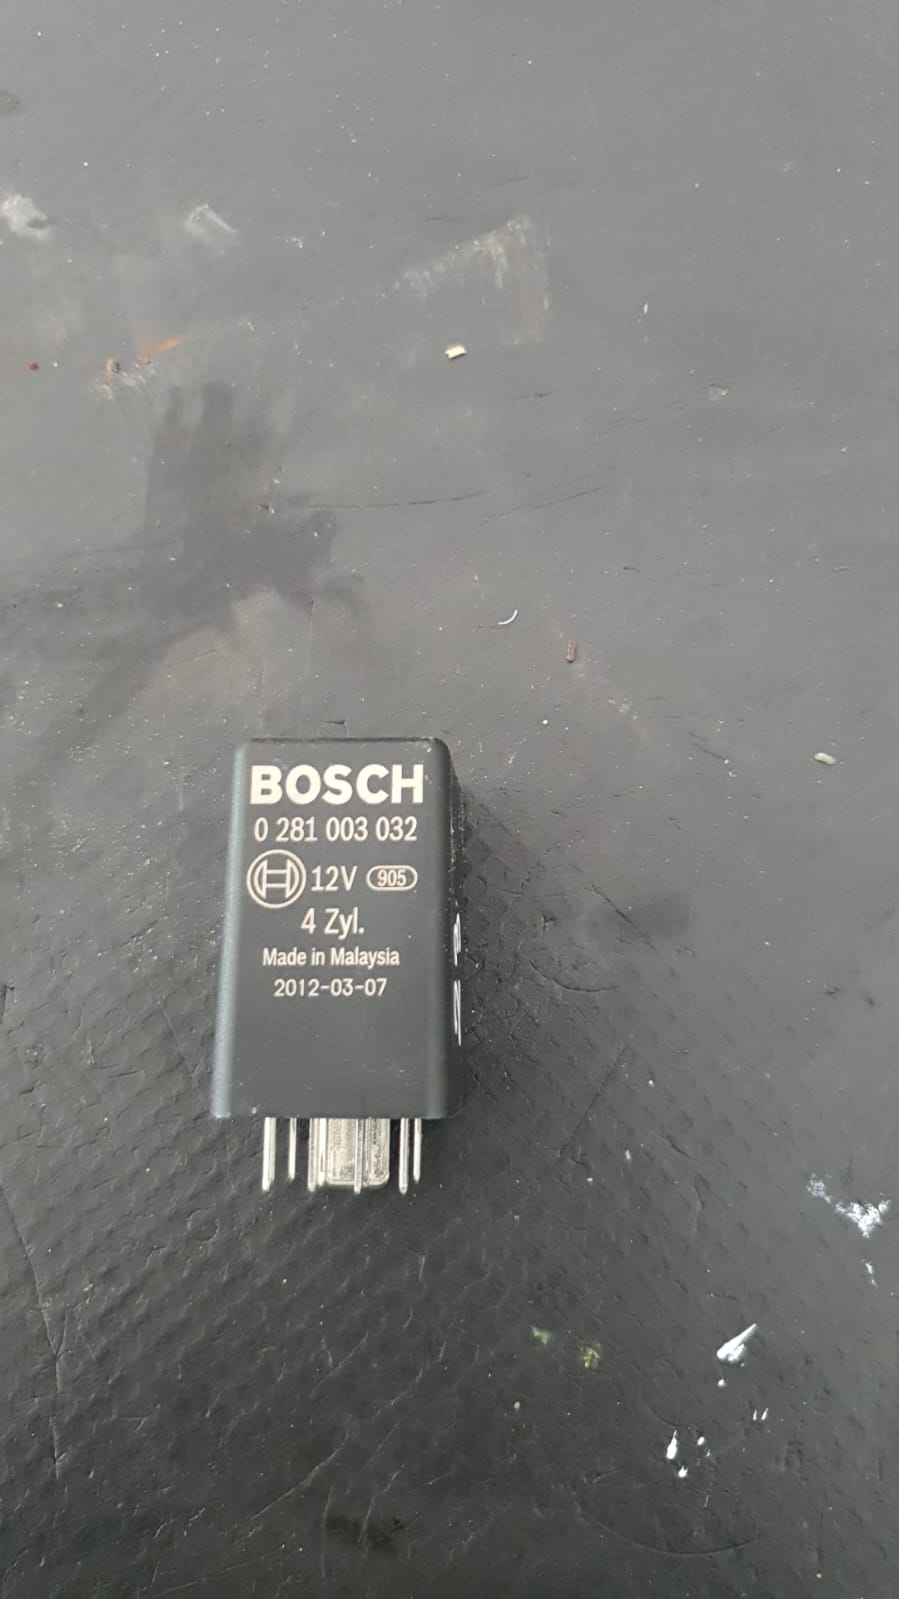 BOSCH
0 281 003 032
12V 905
4 Zyl.
Made in Malaysia
2012-03-07